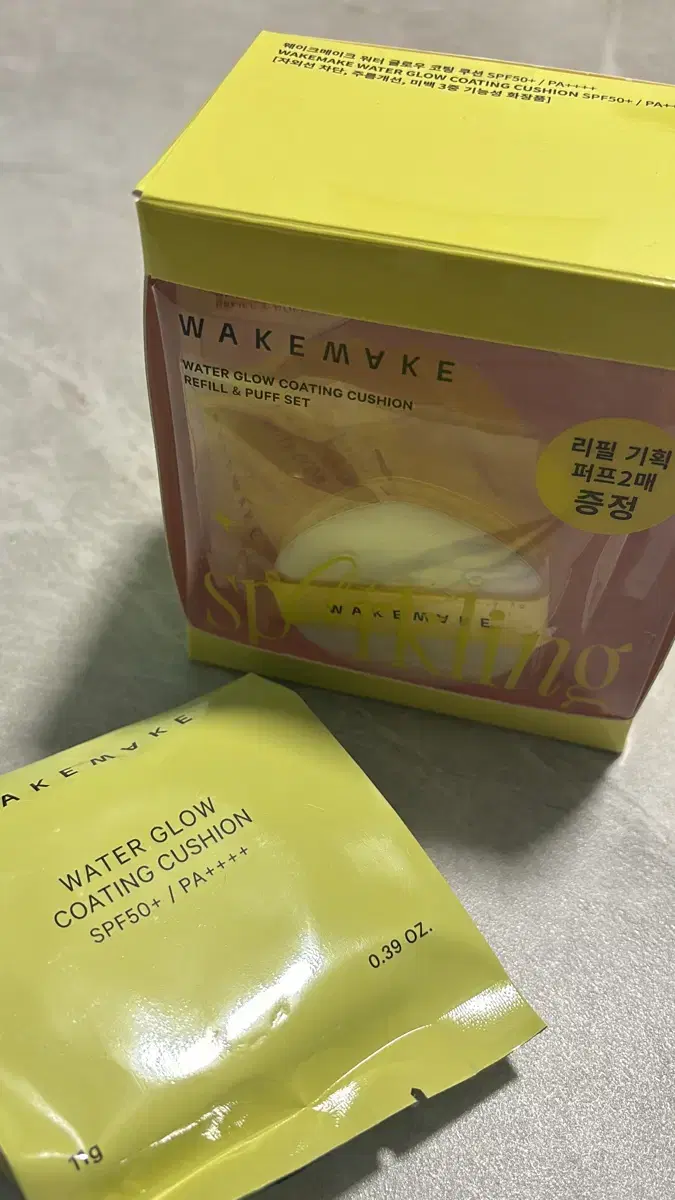 웨이크메이크 워터 글로우 코팅 쿠션 SPF50+ / PA++++
WAKEMAKE WATER GLOW COATING CUSHION SPF50+ / PA++
[자외선 차단, 주름개선, 미백 3중 기능성 화장품]
WAKEMAKE
WATER GLOW COATING CUSHION
REFILL & PUFF SET
리필 기획
퍼프2매
증정
WAKEMAKE
sparkling
AKEMAKE
WATER GLOW
COATING CUSHION
SPF50+ / PA++++
0.39 OZ.
11g